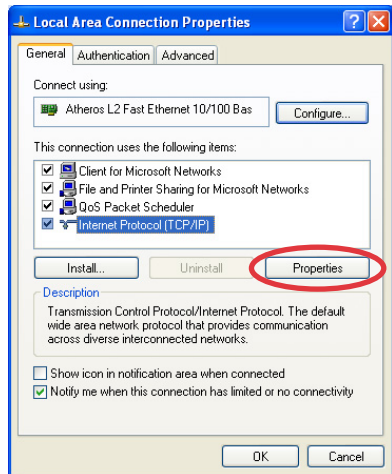 Local Area Connection Properties
General Authentication Advanced
Connect using:
Atheros L2 Fast Ethernet 10/100 Bas
Configure...
This connection uses the following items:
Client for Microsoft Networks
File and Printer Sharing for Microsoft Networks
QoS Packet Scheduler
Internet Protocol (TCP/IP)
Install... Uninstall Properties
Description
Transmission Control Protocol/Internet Protocol. The default
wide area network protocol that provides communication
across diverse interconnected networks.
Show icon in notification area when connected
Notify me when this connection has limited or no connectivity
OK Cancel